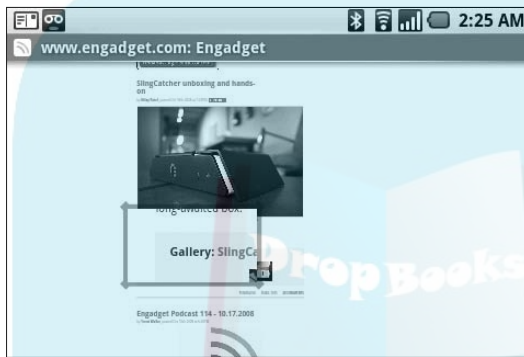 2:25 AM
www.engadget.com: Engadget
SlingCatcher unboxing and hands-
on
long-awaited box.
Gallery: SlingCa
DropBooks
Engadget Podcast 114 - 10.17.2008